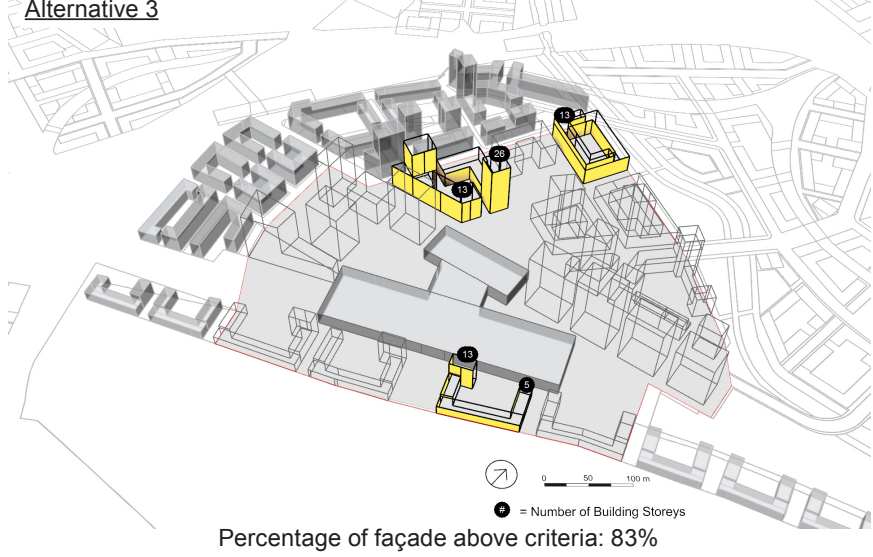 Alternative 3
13
26
13
13
5
0 50 100 m
# = Number of Building Storeys
Percentage of façade above criteria: 83%